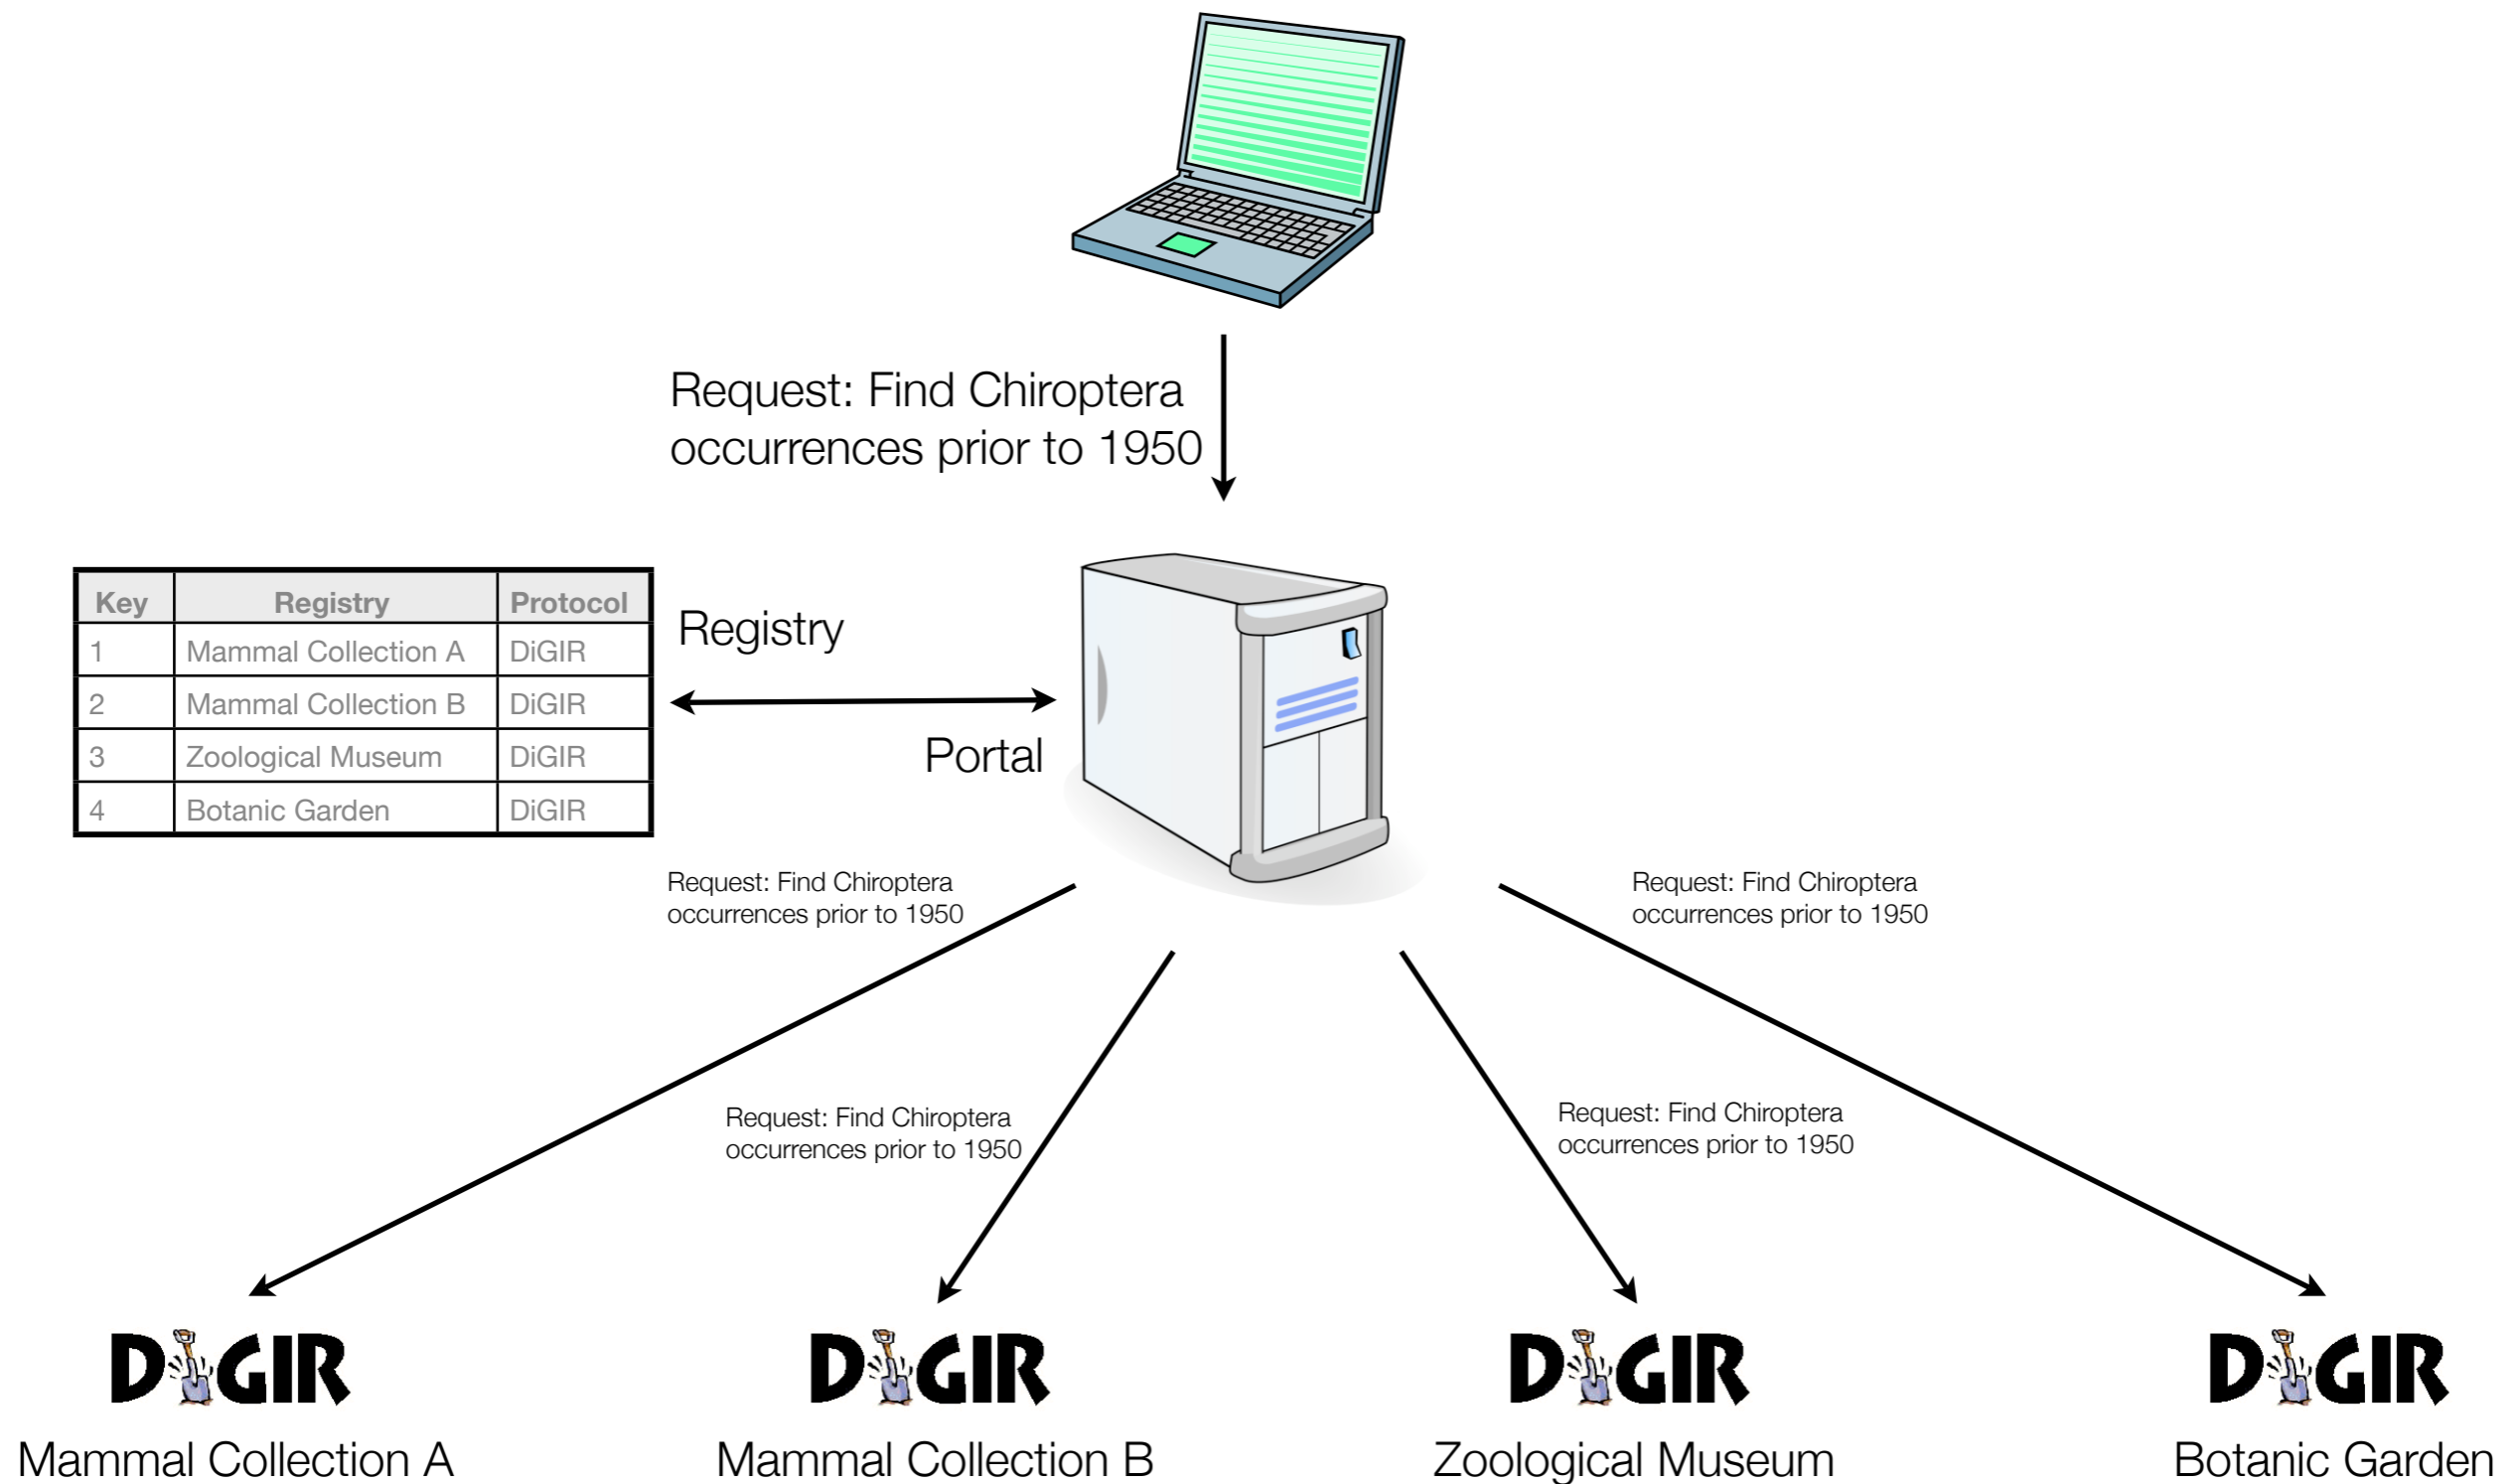 Request: Find Chiroptera
occurrences prior to 1950
Key Registry Protocol
1 Mammal Collection A DiGIR
2 Mammal Collection B DiGIR
3 Zoological Museum DiGIR
4 Botanic Garden DiGIR
Registry
Portal
Request: Find Chiroptera
occurrences prior to 1950
Request: Find Chiroptera
occurrences prior to 1950
Request: Find Chiroptera
occurrences prior to 1950
Request: Find Chiroptera
occurrences prior to 1950
DiGIR
Mammal Collection A
DiGIR
Mammal Collection B
DiGIR
Zoological Museum
DiGIR
Botanic Garden